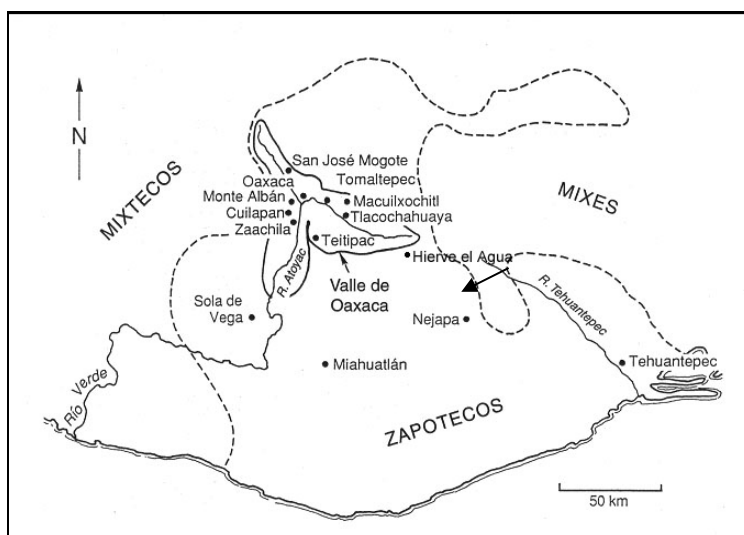 N
MIXTECOS
San José Mogote
Oaxaca
Tomaltepec
Monte Albán
Macuilxochitl
Cuilapan
Tlacochahuaya
Zaachila
Teitipac
MIXES
Hierve el Agua
R. Atoyac
Valle de
Oaxaca
R. Tehuantepec
Sola de
Vega
Nejapa
Miahuatlán
Tehuantepec
Río Verde
ZAPOTECOS
50 km